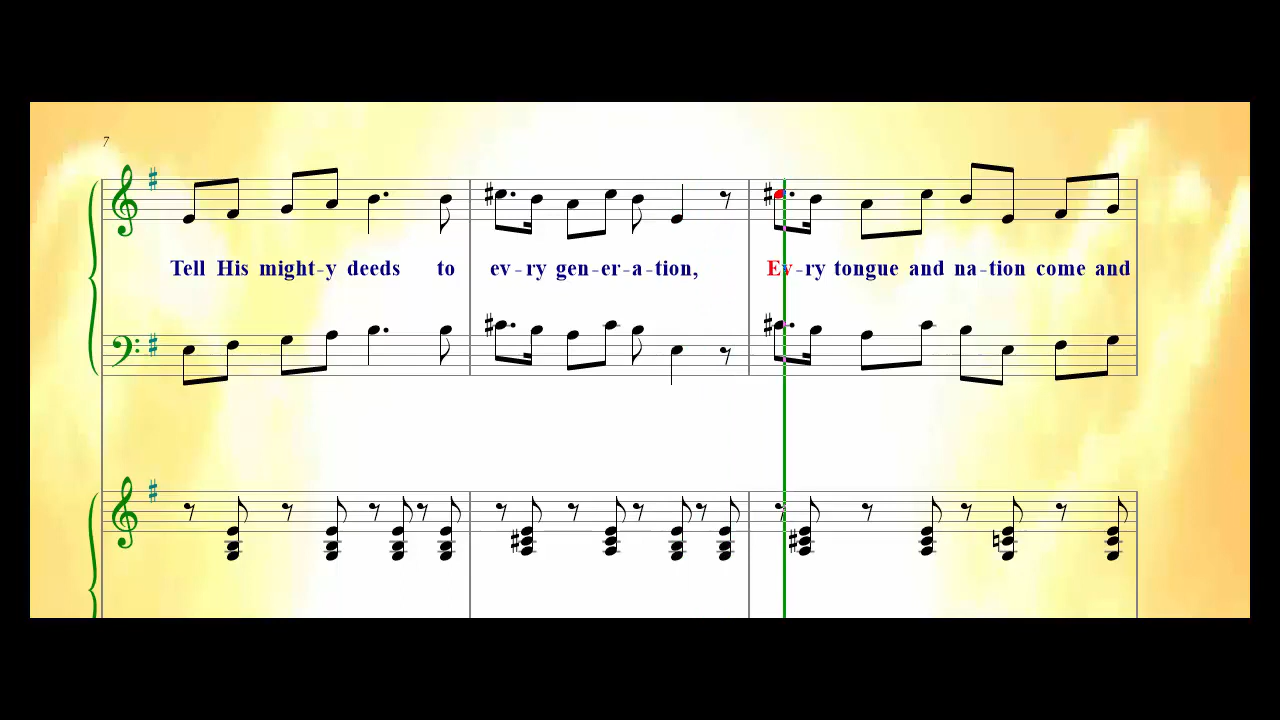 7
Tell His might-y deeds to ev-ry gen-er-a-tion, Ev-ry tongue and na-tion come and